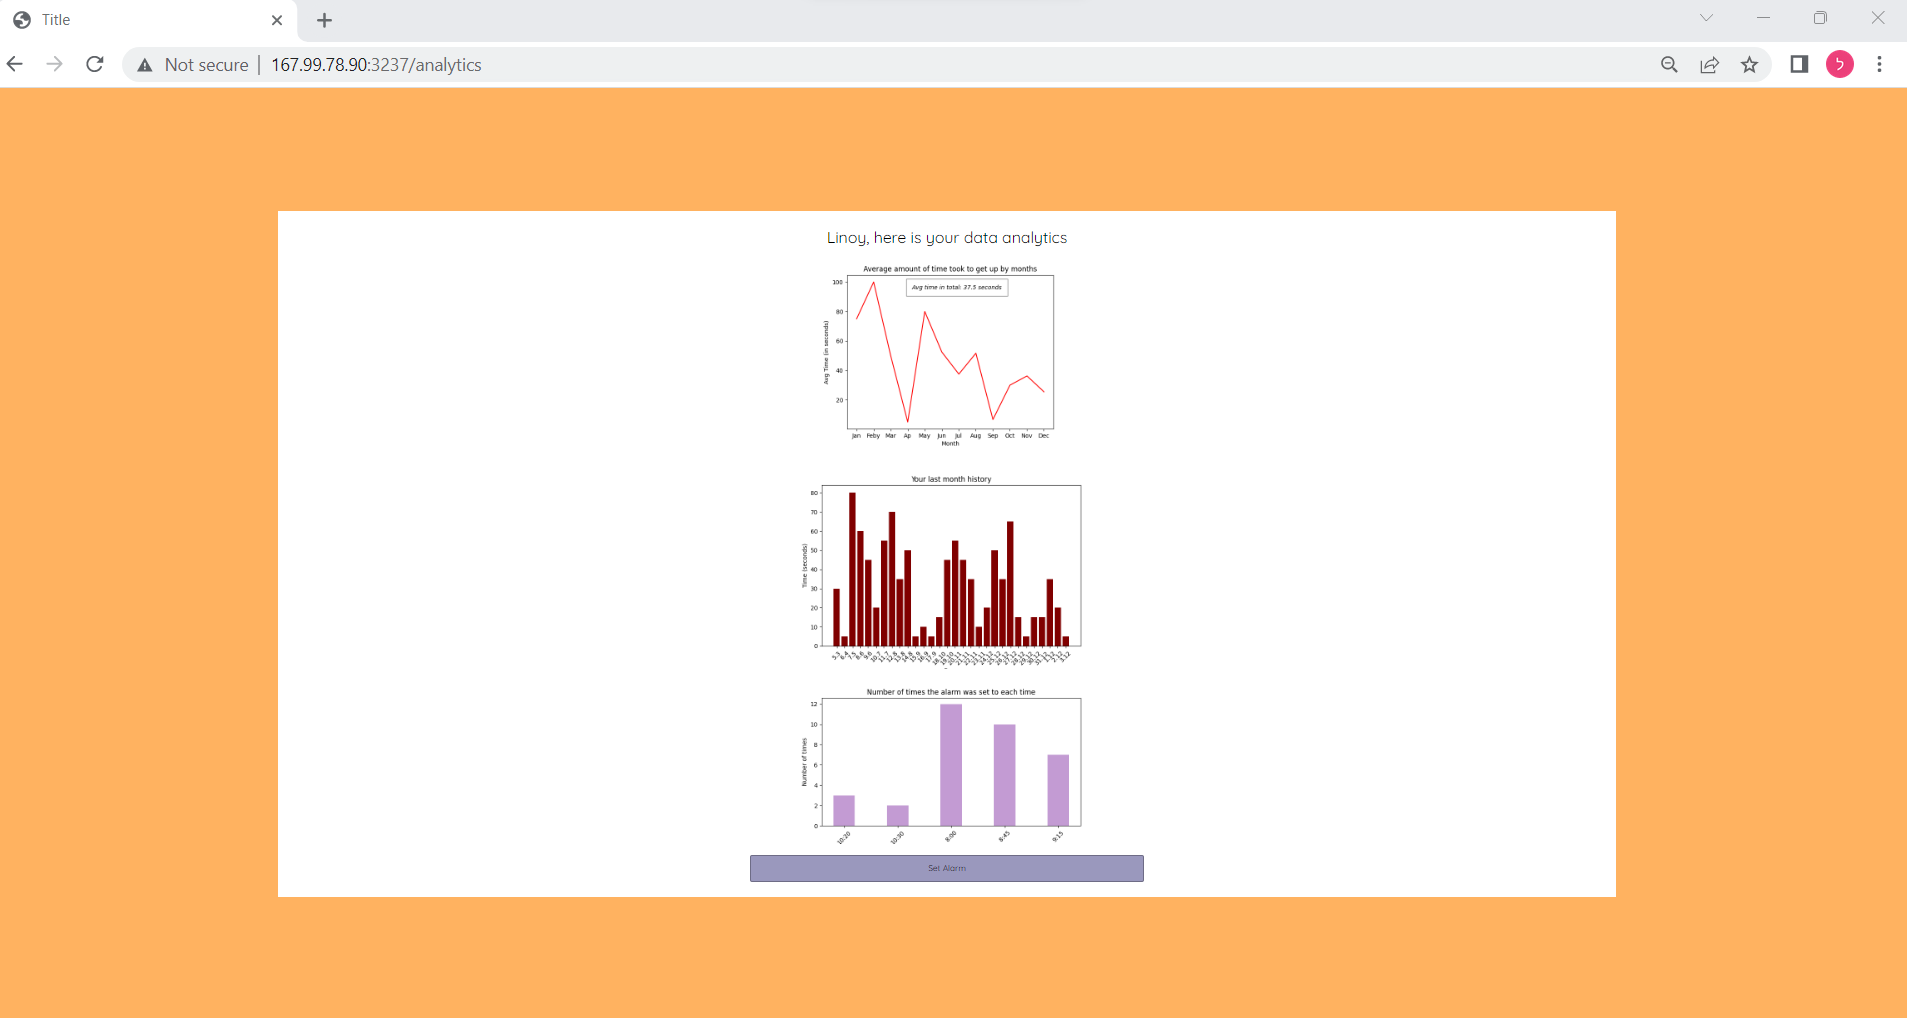 Title
Not secure | 167.99.78.90:3237/analytics
ל
Linoy, here is your data analytics
Average amount of time took to get up by months
Avg time in total: 37.5 seconds
100
80
60
40
20
Avg Time (in seconds)
Jan Feby Mar Ap May Jun Jul Aug Sep Oct Nov Dec
Month
Your last month history
80
70
60
50
40
30
20
10
0
Time (seconds)
Number of times the alarm was set to each time
12
10
8
6
4
2
0
Number of times
10:20 10:30 8:00 8:45 9:15
Set Alarm